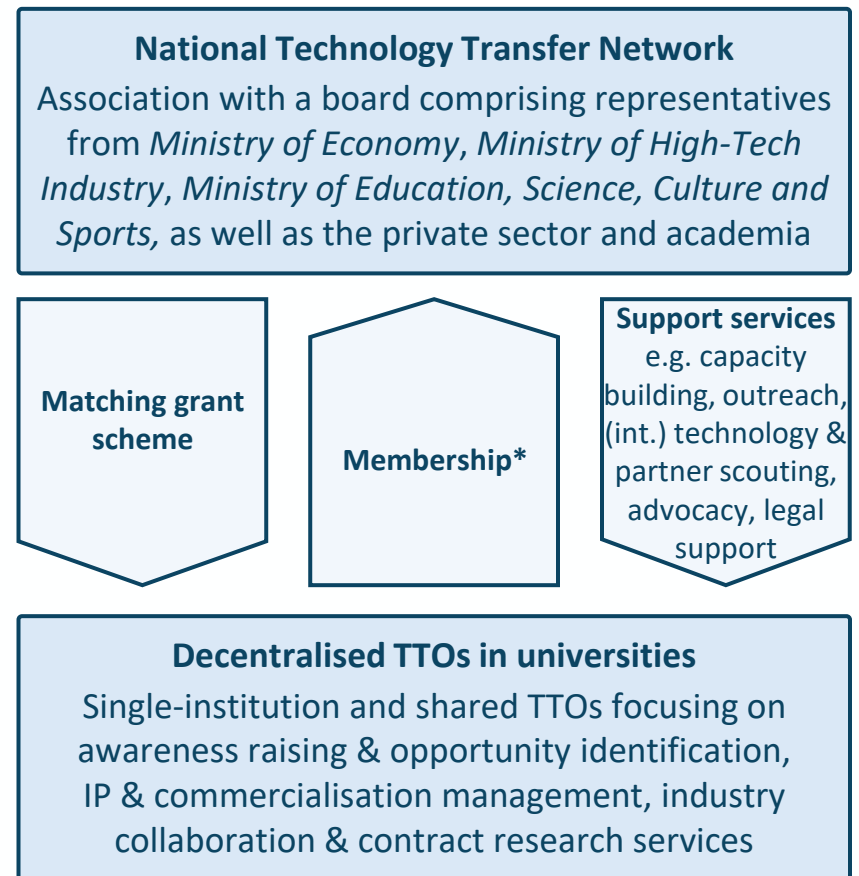 National Technology Transfer Network
Association with a board comprising representatives
from Ministry of Economy, Ministry of High-Tech
Industry, Ministry of Education, Science, Culture and
Sports, as well as the private sector and academia
Matching grant
scheme
Membership*
Support services
e.g. capacity
building, outreach,
(int.) technology &
partner scouting,
advocacy, legal
support
Decentralised TTOs in universities
Single-institution and shared TTOs focusing on
awareness raising & opportunity identification,
IP & commercialisation management, industry
collaboration & contract research services